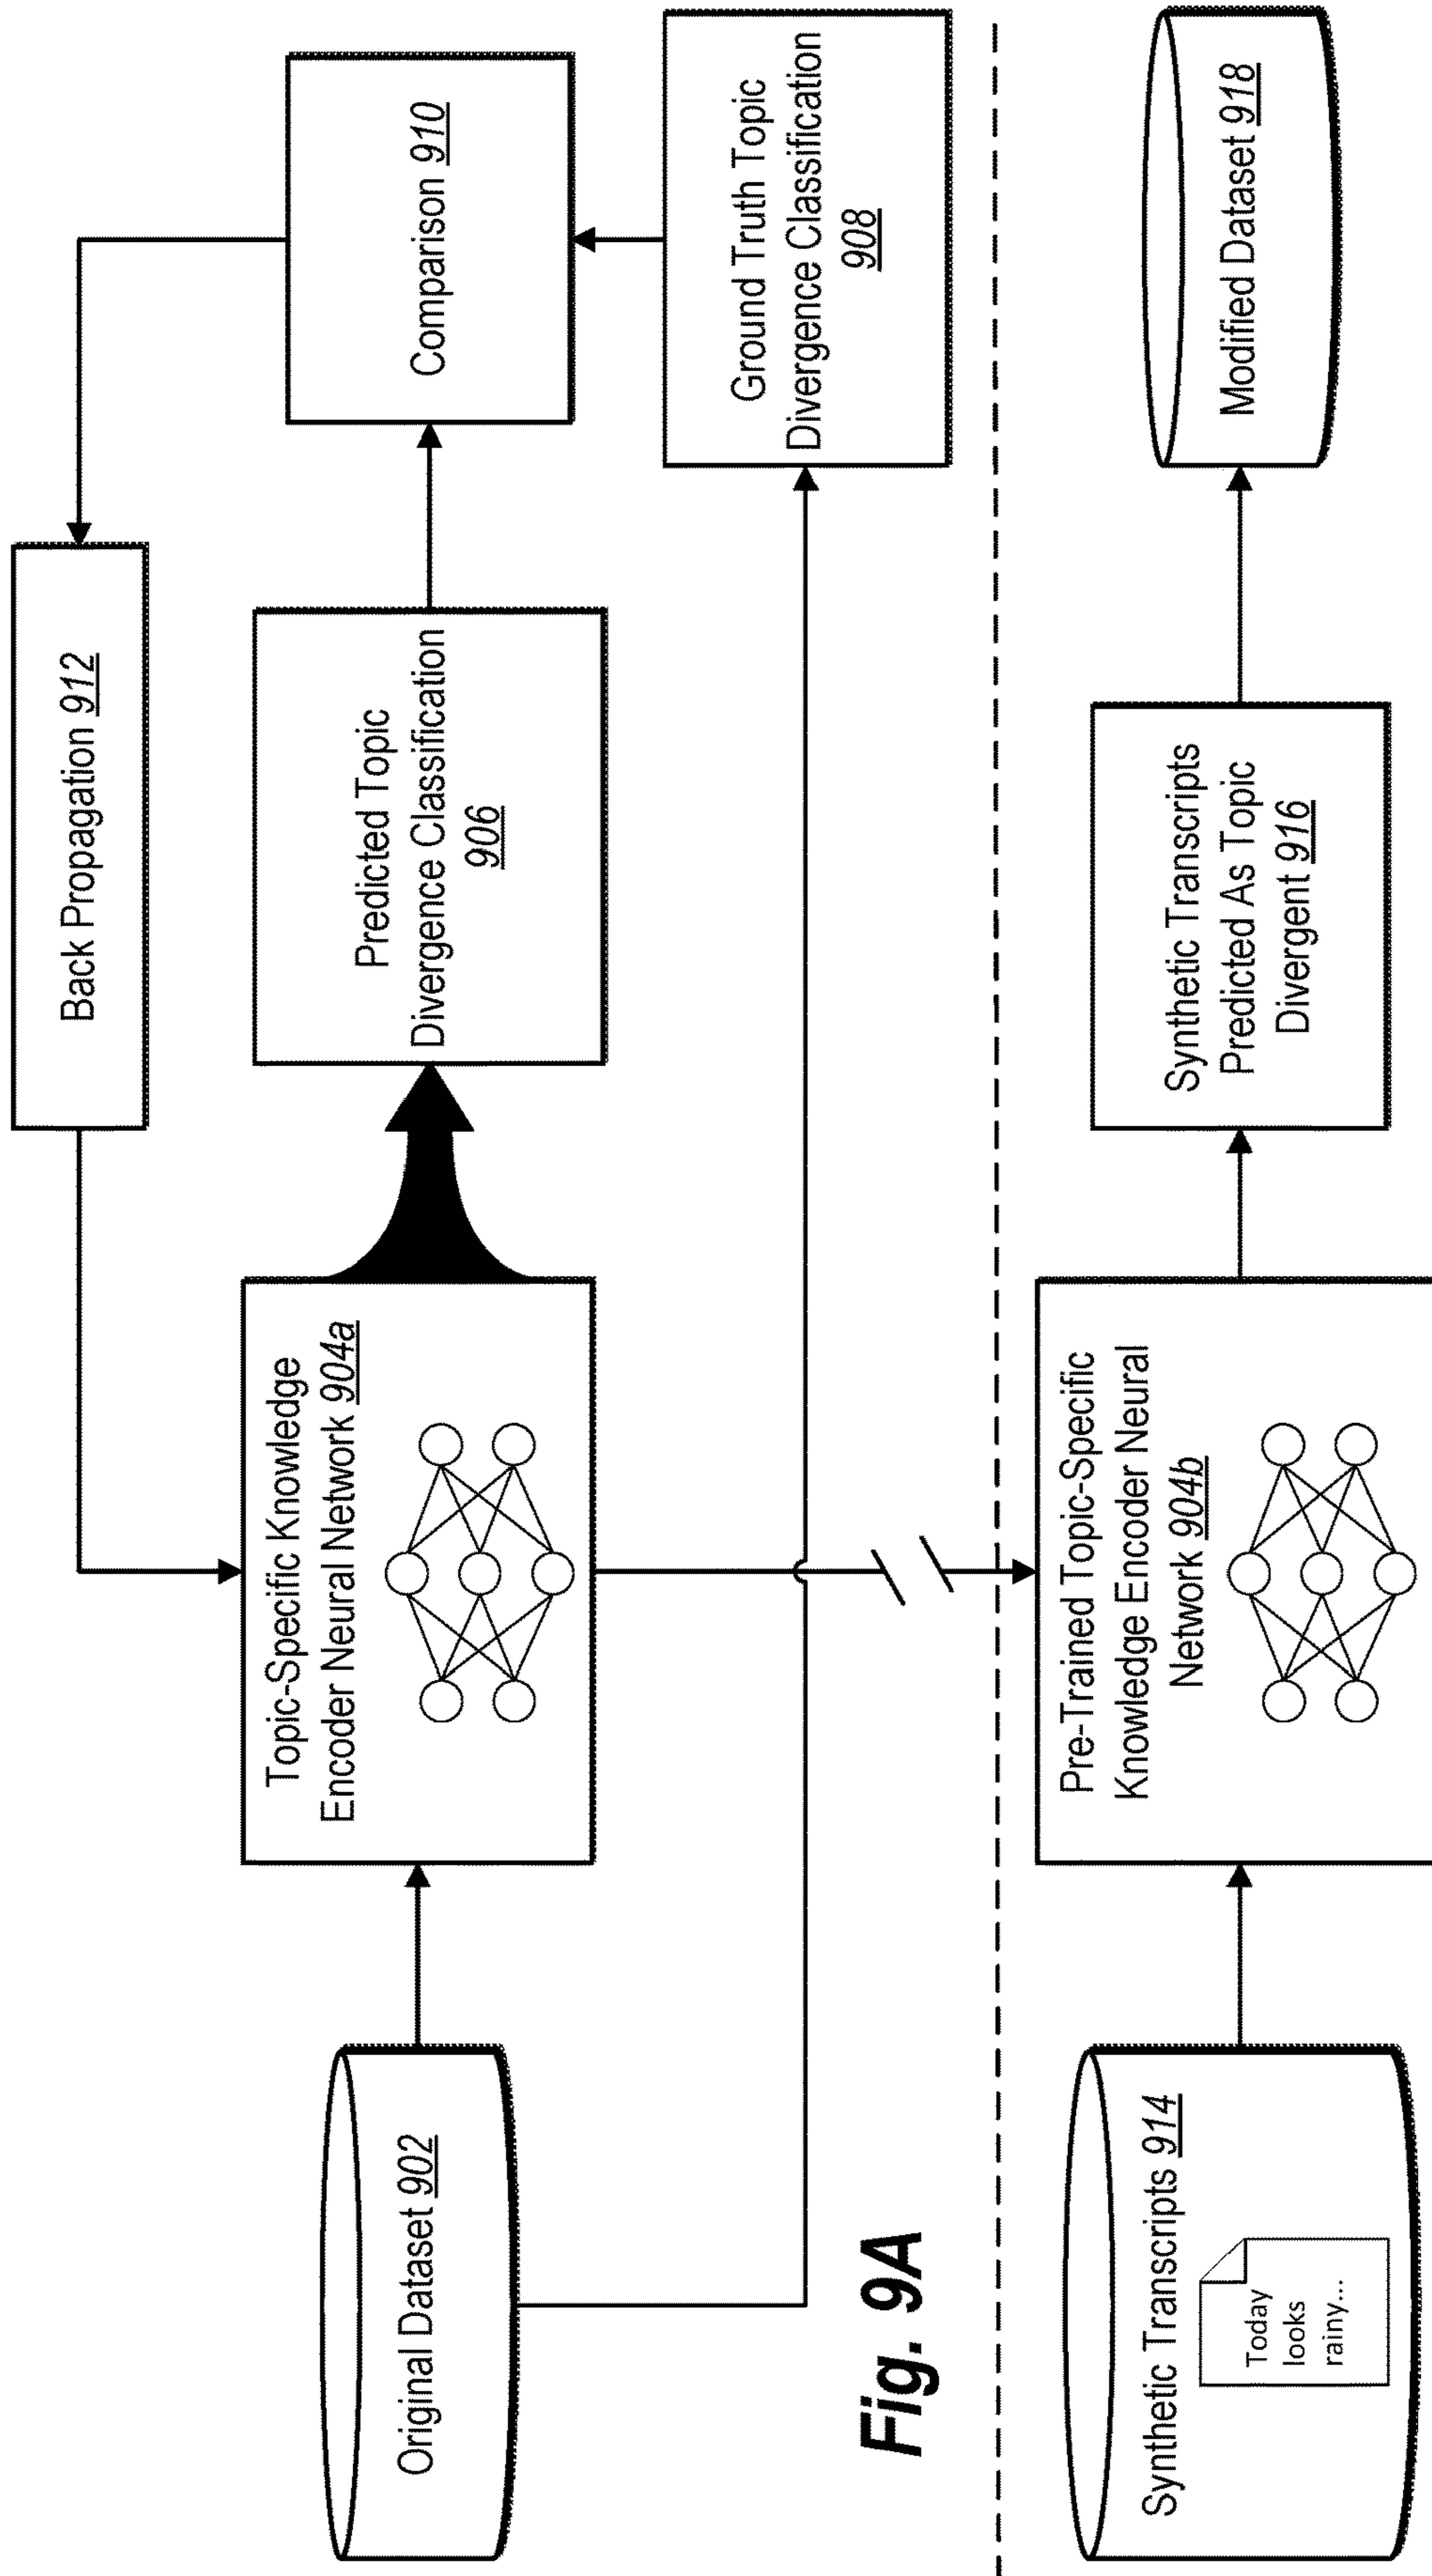 Back Propagation 912
Original Dataset 902
Topic-Specific Knowledge
Encoder Neural Network 904a
Predicted Topic
Divergence Classification
906
Comparison 910
Ground Truth Topic
Divergence Classification
908
Fig. 9A
Synthetic Transcripts 914
Today
looks
rainy...
Pre-Trained Topic-Specific
Knowledge Encoder Neural
Network 904b
Synthetic Transcripts
Predicted As Topic
Divergent 916
Modified Dataset 918